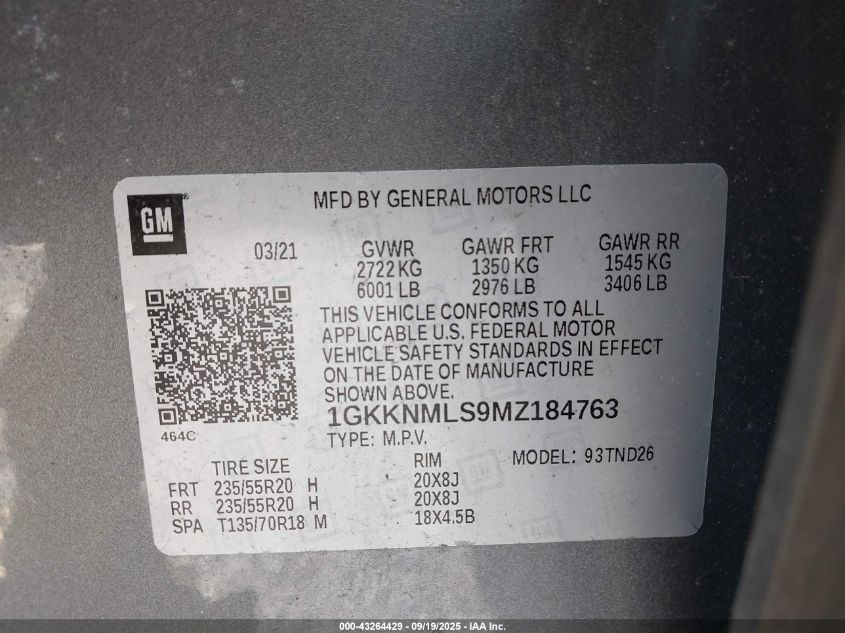 GM
MFD BY GENERAL MOTORS LLC
03/21
GVWR GAWR FRT GAWR RR
2722 KG 1350 KG 1545 KG
6001 LB 2976 LB 3406 LB
THIS VEHICLE CONFORMS TO ALL
APPLICABLE U.S. FEDERAL MOTOR
VEHICLE SAFETY STANDARDS IN EFFECT
ON THE DATE OF MANUFACTURE
SHOWN ABOVE.
1GKKNMLS9MZ184763
464C
TYPE: M.P.V.
TIRE SIZE RIM MODEL: 93TND26
FRT 235/55R20 H 20X8J
RR 235/55R20 H 20X8J
SPA T135/70R18 M 18X4.5B
000-43264429 - 09/19/2025 - IAA Inc.